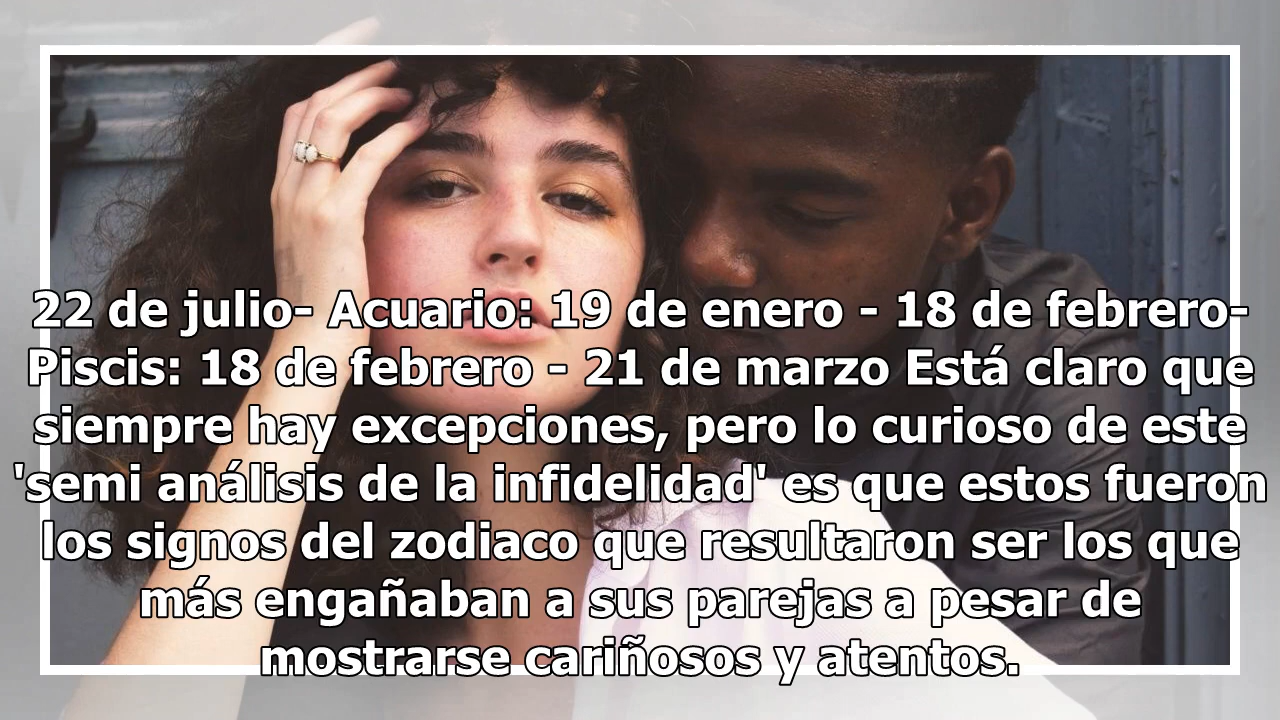 22 de julio- Acuario: 19 de enero - 18 de febrero-
Piscis: 18 de febrero - 21 de marzo Está claro que
siempre hay excepciones, pero lo curioso de este
'semi análisis de la infidelidad' es que estos fueron
los signos del zodiaco que resultaron ser los que
más engañaban a sus parejas a pesar de
mostrarse cariñosos y atentos.